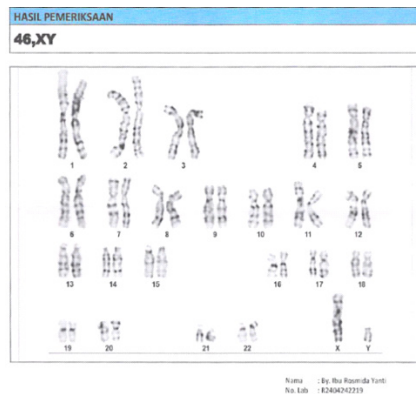 HASIL PEMERIKSAAN
46,XY
1 2 3 4 5
6 7 8 9 10 11 12
13 14 15 16 17 18
19 20 21 22 X Y
Nama : By. Ibu Rosmida Yanti
No. Lab : R2404242219